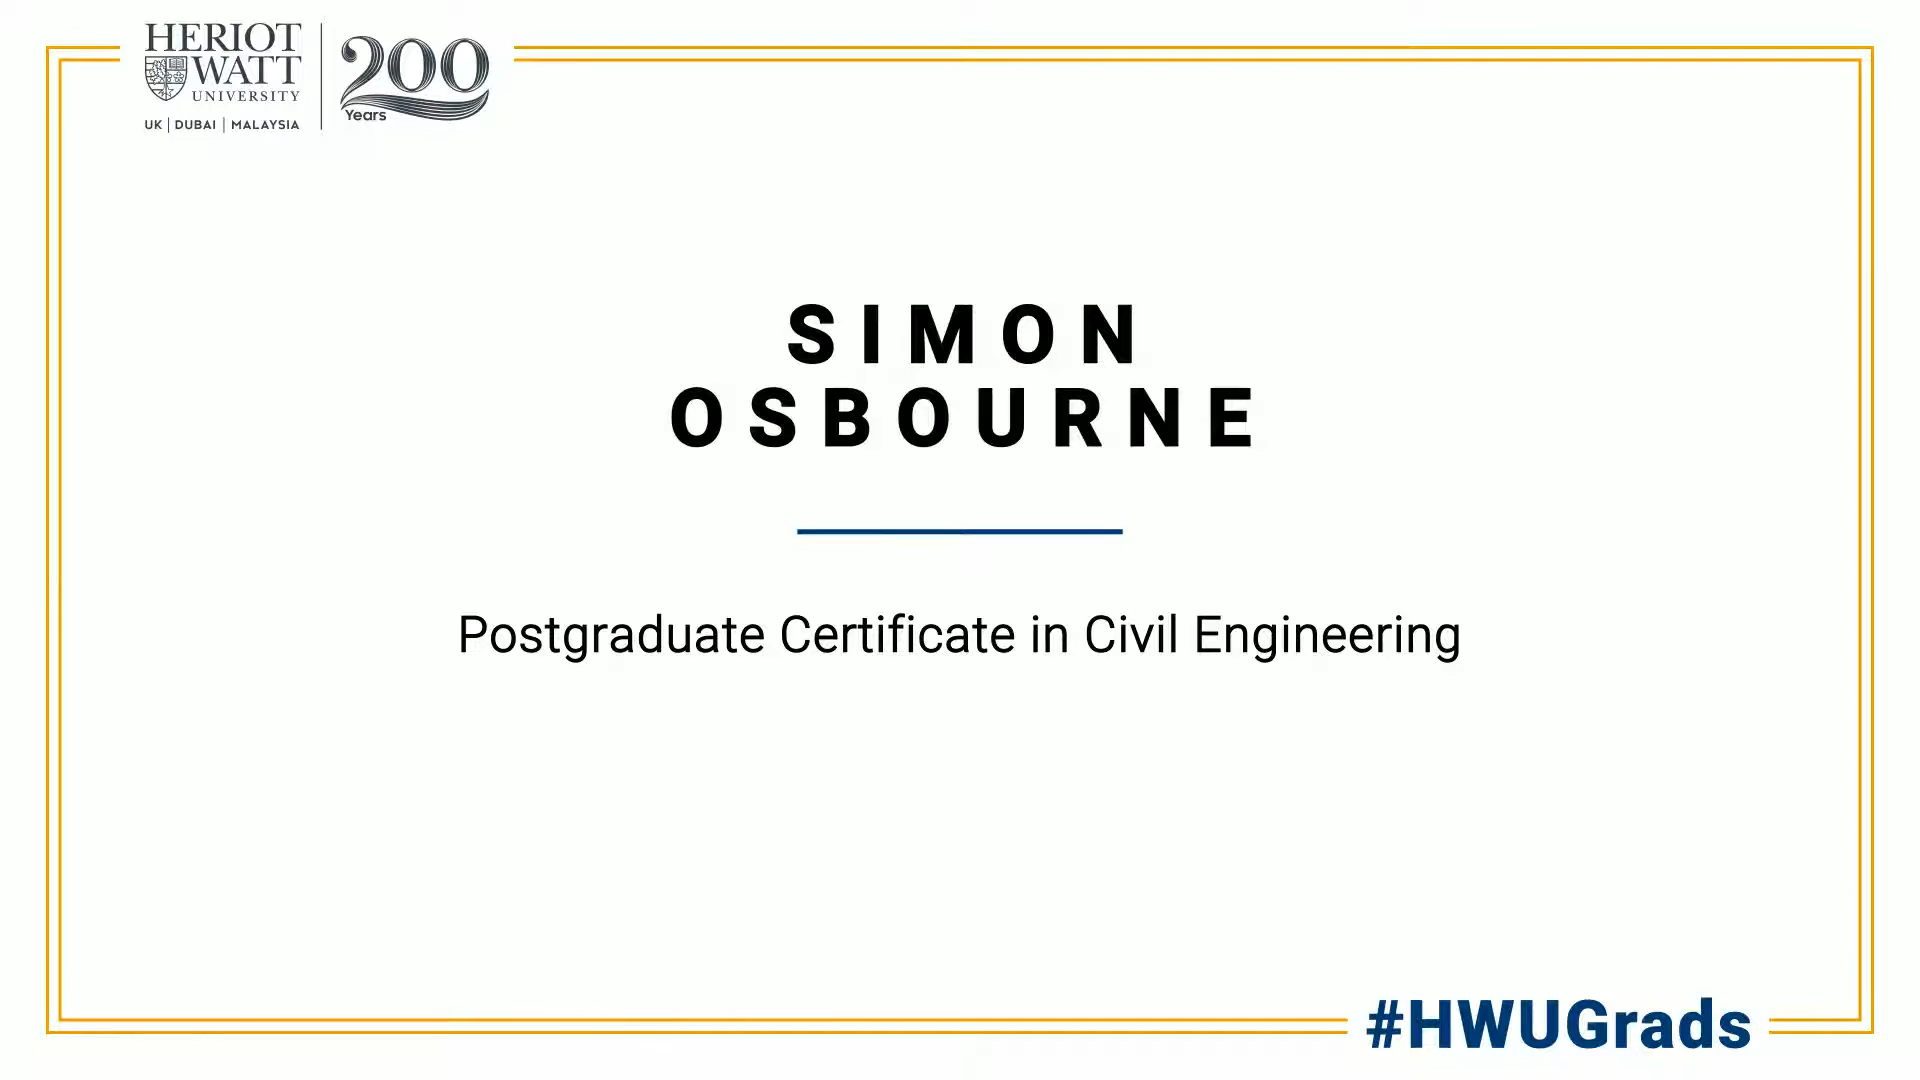 HERIOT
WATT
UNIVERSITY
UK | DUBAI | MALAYSIA
200
Years
SIMON
OSBOURNE
Postgraduate Certificate in Civil Engineering
#HWUGrads